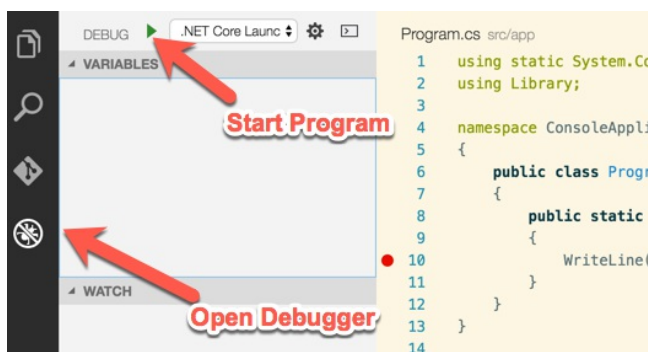 DEBUG .NET Core Launc
VARIABLES
Start Program
WATCH
Open Debugger
Program.cs src/app
1 using static System.Co
2 using Library;
3
4 namespace ConsoleAppli
5 {
6 public class Progr
7 {
8 public static
9 {
10 WriteLine(
11 }
12 }
13 }
14